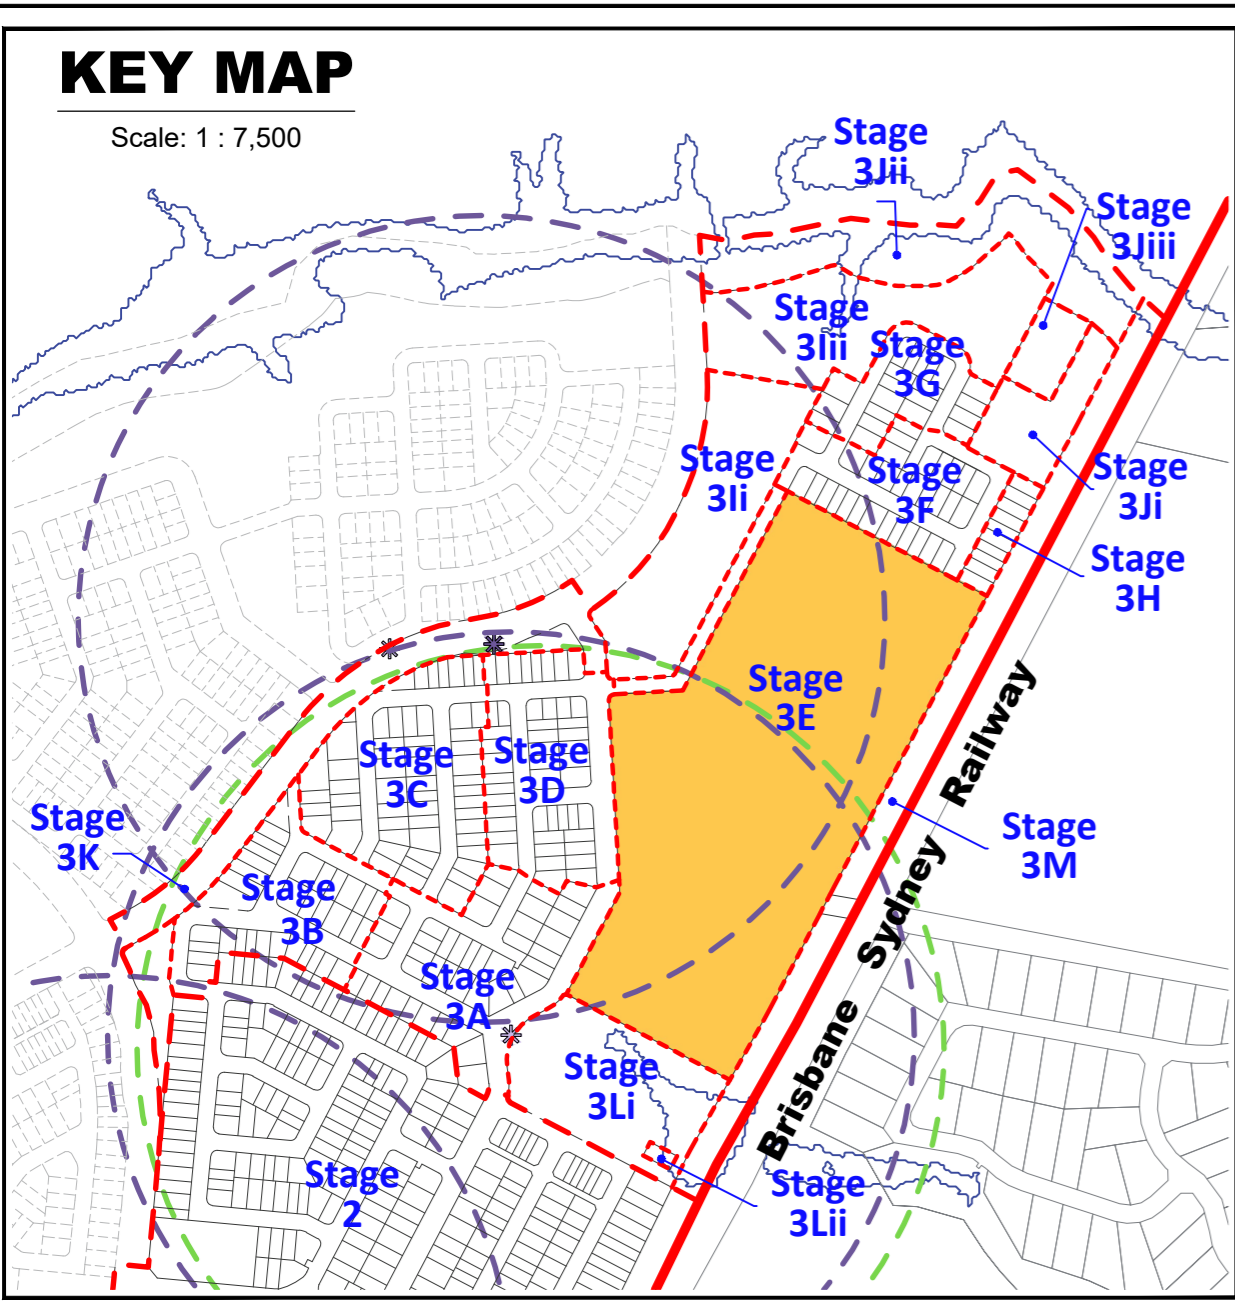 KEY MAP
Scale: 1 : 7,500
Stage
3Jii
Stage
3Jiii
Stage
3Iii
Stage
3G
Stage
3Ii
Stage
3F
Stage
3Ji
Stage
3H
Stage
3E
Stage
3C
Stage
3D
Stage
3K
Stage
3M
Stage
3B
Stage
3A
Stage
3Li
Stage
3Lii
Stage
2
Brisbane Sydney Railway